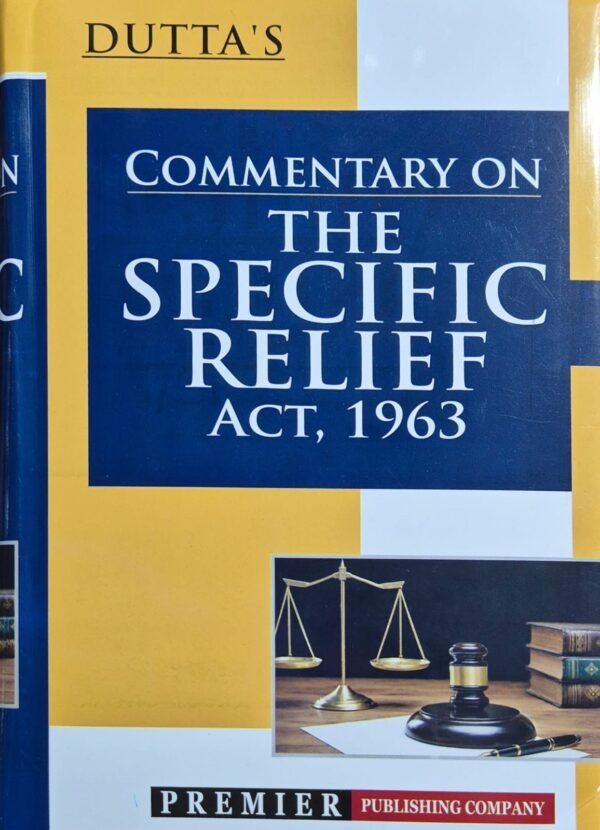 DUTTA'S
COMMENTARY ON
THE
SPECIFIC
RELIEF
ACT, 1963
N
C
PREMIER PUBLISHING COMPANY